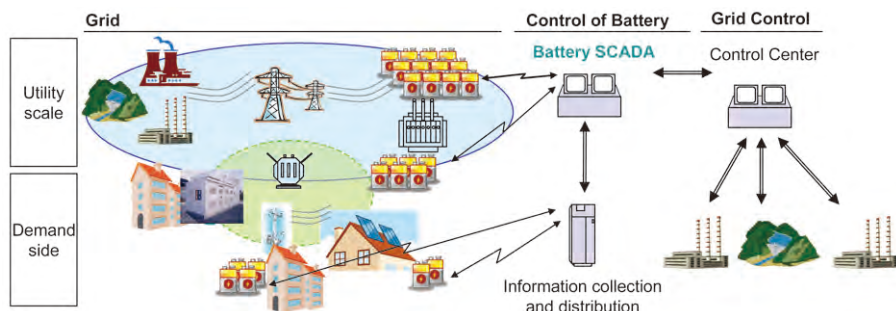 Grid
Control of Battery
Grid Control
Utility
scale
Battery SCADA
Control Center
Demand
side
Information collection
and distribution